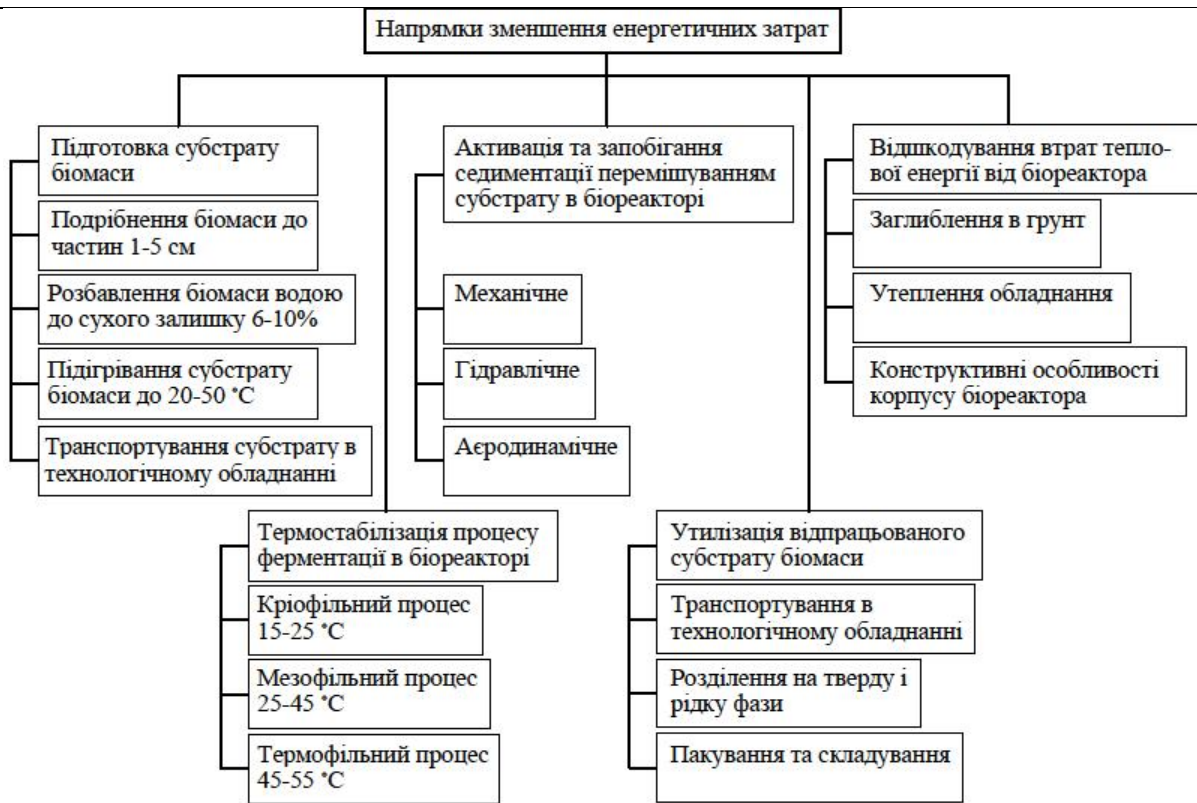 Напрямки зменшення енергетичних затрат
Підготовка субстрату
біомаси
Подрібнення біомаси до
частин 1-5 см
Розбавлення біомаси водою
до сухого залишку 6-10%
Підігрівання субстрату
біомаси до 20-50 °С
Транспортування субстрату в
технологічному обладнанні
Термостабілізація процесу
ферментації в біореакторі
Кріофільний процес
15-25 °С
Мезофільний процес
25-45 °С
Термофільний процес
45-55 °С
Активація та запобігання
седиментації перемішуванням
субстрату в біореакторі
Механічне
Гідравлічне
Аєродинамічне
Утилізація відпрацьованого
субстрату біомаси
Транспортування в
технологічному обладнанні
Розділення на тверду і
рідку фази
Пакування та складування
Відшкодування втрат тепло-
вої енергії від біореактора
Заглиблення в грунт
Утеплення обладнання
Конструктивні особливості
корпусу біореактора